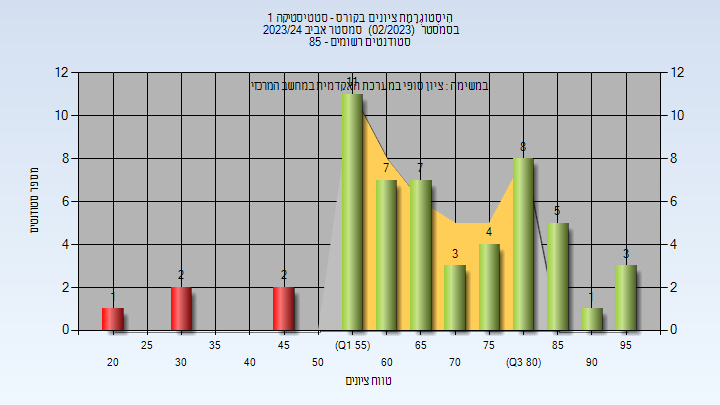 היסטוגרמת ציונים בקורס - סטטיסטיקה 1
בסמסטר (02/2023) סמסטר אביב 2023/24
סטודנטים רשומים - 85
במשימה : ציון סופי במערכת האקדמית במחשב המרכזי
מספר סטודנטים
12 12
10 10
8 8
6 6
4 4
2 2
0 0
1 2 2 11 7 7 3 4 8 5 1 3
25 35 45 (Q1 55) 65 75 85 95
20 30 40 50 60 70 (Q3 80) 90
טווח ציונים